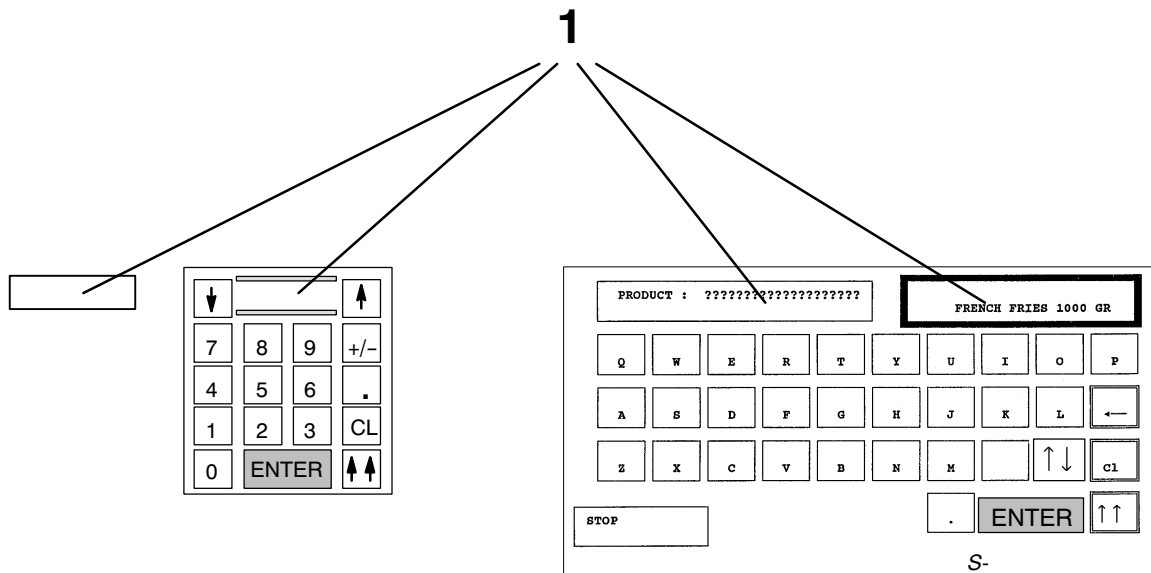 1
PRODUCT : ????????????????????
FRENCH FRIES 1000 GR
7 8 9 +/−
4 5 6 .
1 2 3 CL
0 ENTER
Q W E R T Y U I O P
A S D F G H J K L ←
Z X C V B N M ↑↓ Cl
. ENTER ↑↑
STOP
S-